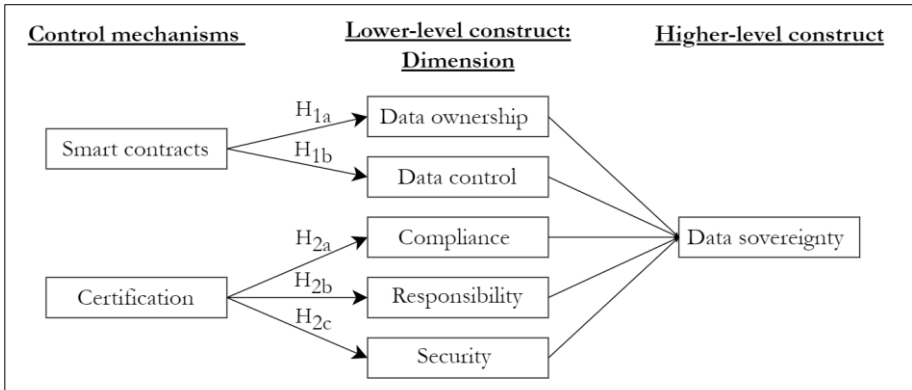 Control mechanisms
Lower-level construct:
Dimension
Higher-level construct
Smart contracts
H1a
H1b
Data ownership
Data control
Certification
H2a
H2b
H2c
Compliance
Responsibility
Security
Data sovereignty